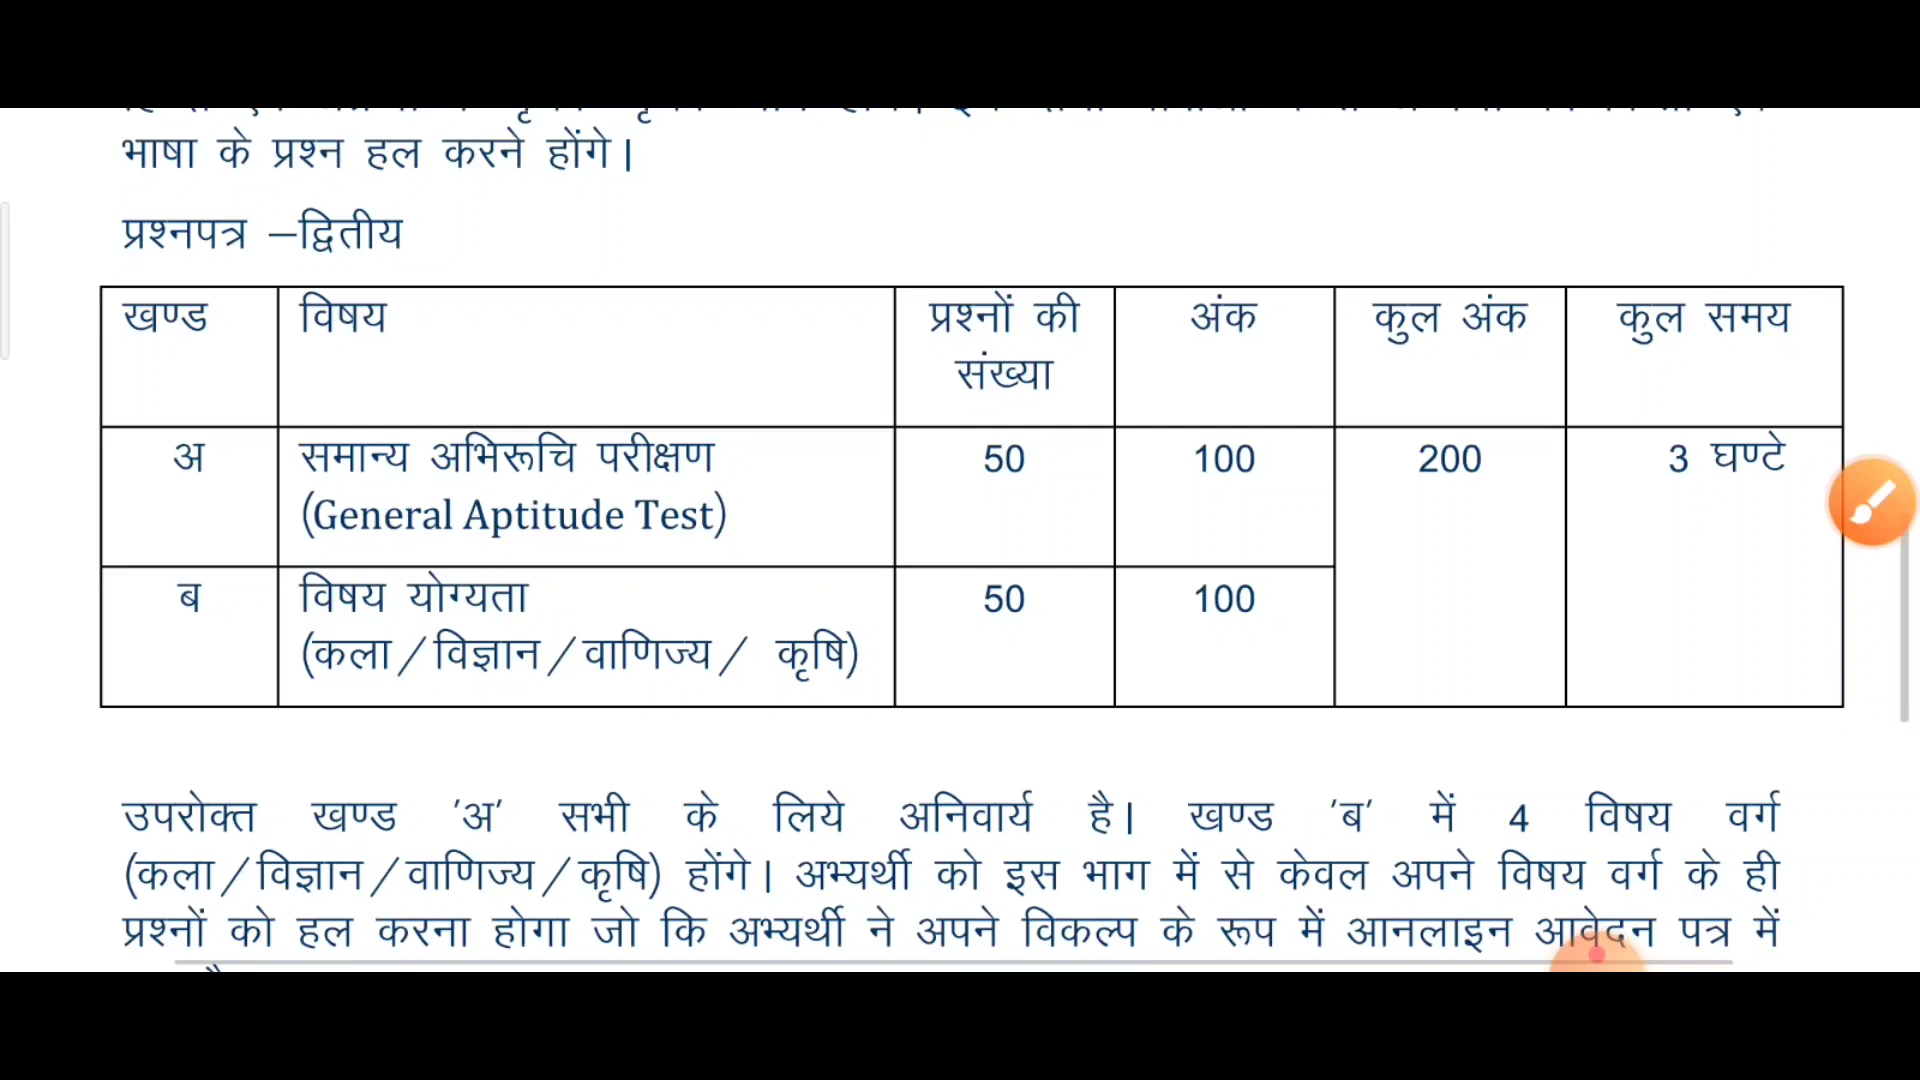 भाषा के प्रश्न हल करने होंगे।
प्रश्नपत्र –द्वितीय
खण्ड विषय प्रश्नों की संख्या अंक कुल अंक कुल समय
अ समान्य अभिरूचि परीक्षण 50 100 200 3 घण्टे
(General Aptitude Test)
ब विषय योग्यता 50 100
(कला/विज्ञान/वाणिज्य/ कृषि)
उपरोक्त खण्ड 'अ' सभी के लिये अनिवार्य है। खण्ड 'ब' में 4 विषय वर्ग
(कला/विज्ञान/वाणिज्य/कृषि) होंगे। अभ्यर्थी को इस भाग में से केवल अपने विषय वर्ग के ही
प्रश्नों को हल करना होगा जो कि अभ्यर्थी ने अपने विकल्प के रूप में आनलाइन आवेदन पत्र में